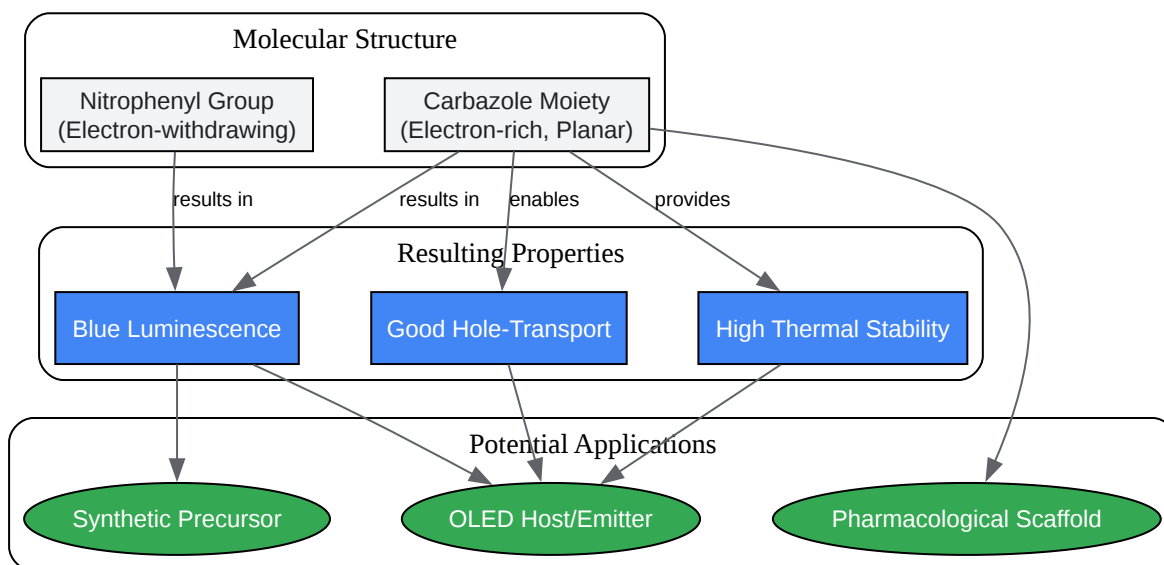 Molecular Structure
Nitrophenyl Group
(Electron-withdrawing)
Carbazole Moiety
(Electron-rich, Planar)
results in
results in
enables
provides
Resulting Properties
Blue Luminescence
Good Hole-Transport
High Thermal Stability
Potential Applications
Synthetic Precursor
OLED Host/Emitter
Pharmacological Scaffold